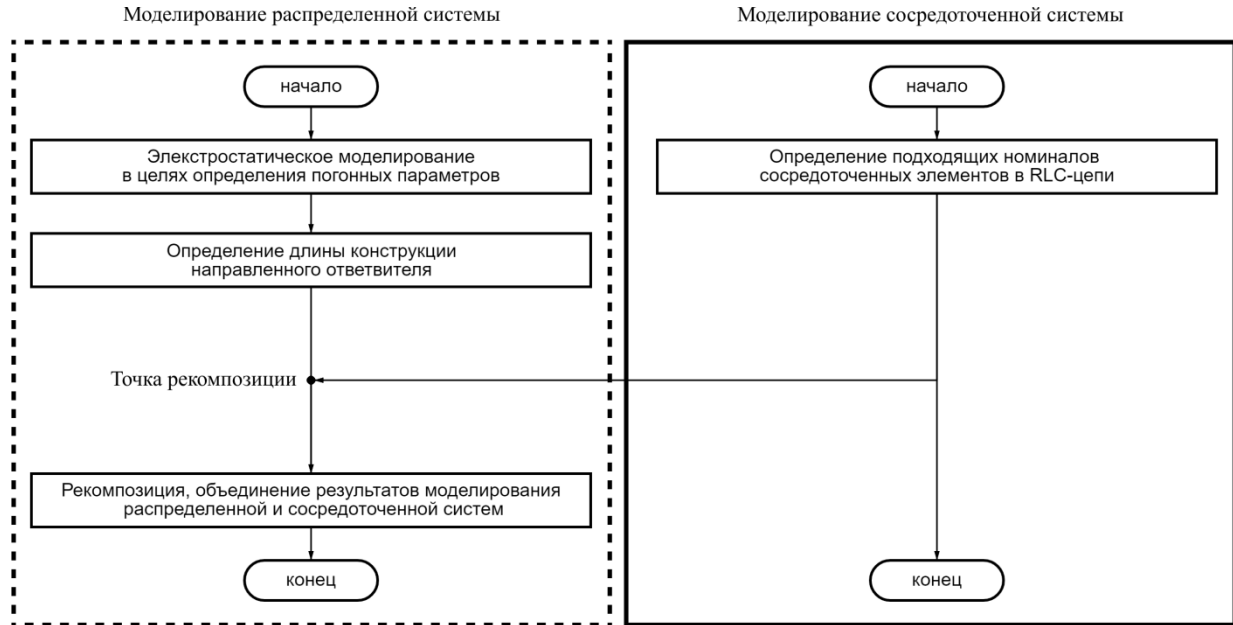 Моделирование распределенной системы
Моделирование сосредоточенной системы
начало
Элекстростатическое моделирование
в целях определения погонных параметров
Определение длины конструкции
направленного ответвителя
Точка рекомпозиции
Рекомпозиция, объединение результатов моделирования
распределенной и сосредоточенной систем
конец
начало
Определение подходящих номиналов
сосредоточенных элементов в RLC-цепи
конец